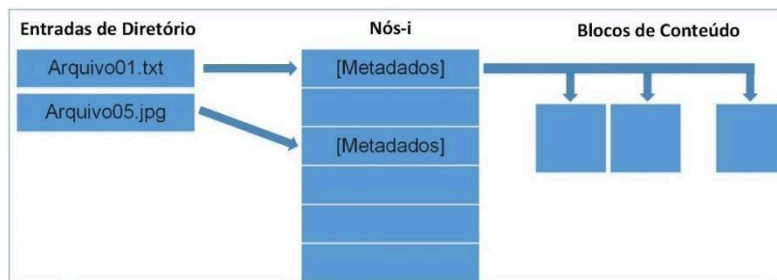 Entradas de Diretório
Nós-i
Blocos de Conteúdo
Arquivo01.txt
[Metadados]
Arquivo05.jpg
[Metadados]